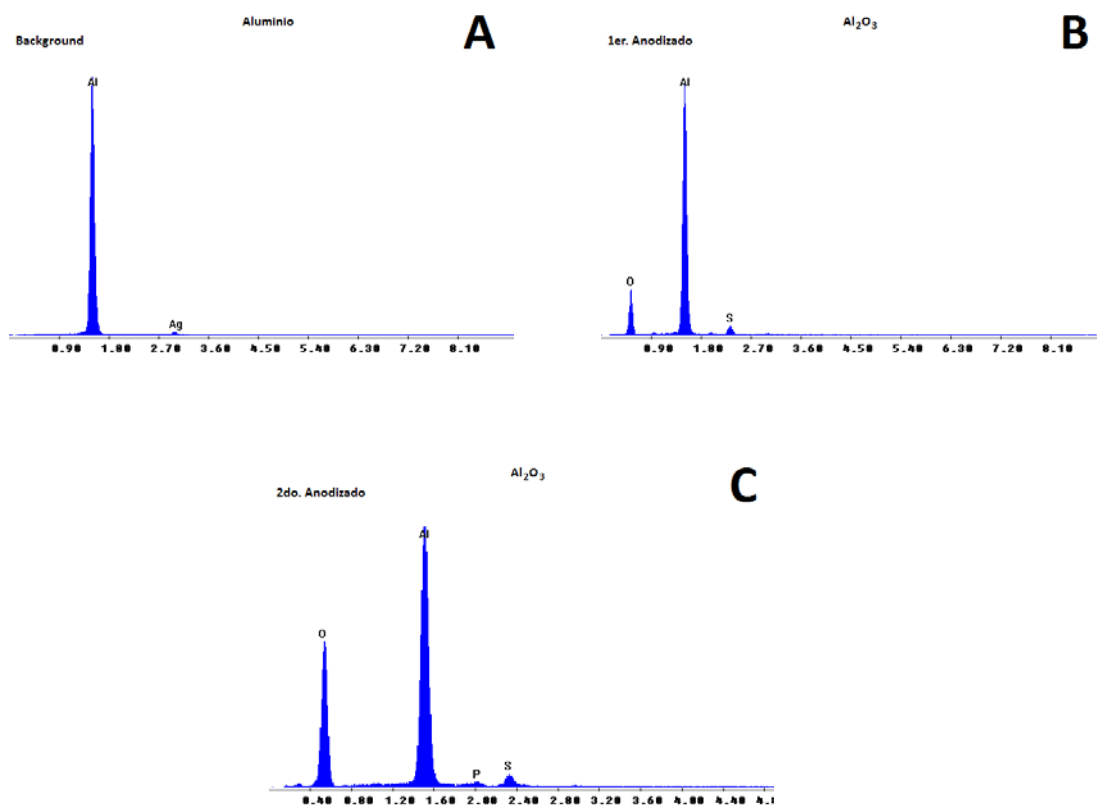 Aluminio
A
Background
Al
Ag
0.90 1.80 2.70 3.60 4.50 5.40 6.30 7.20 8.10
Al₂O₃
B
1er. Anodizado
Al
O
S
0.90 1.80 2.70 3.60 4.50 5.40 6.30 7.20 8.10
Al₂O₃
C
2do. Anodizado
Al
O
P
S
0.40 0.80 1.20 1.60 2.00 2.40 2.80 3.20 3.60 4.00 4.40